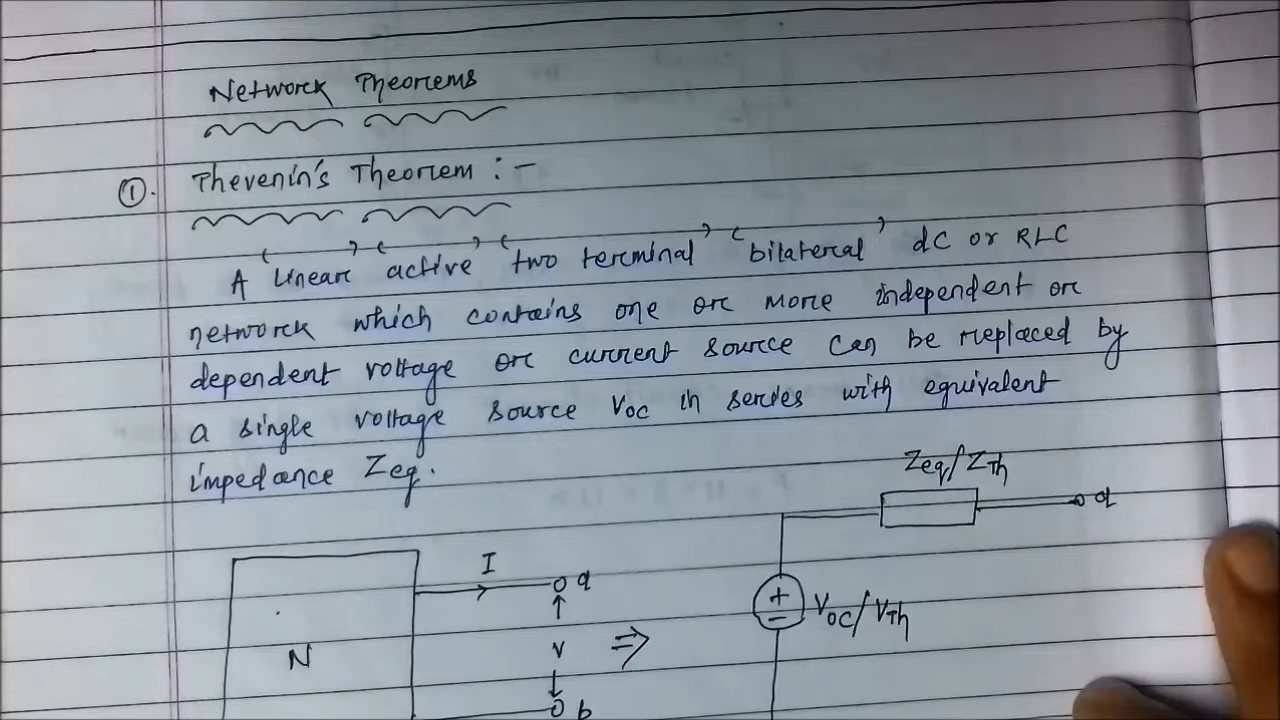 Network Theorems
①. Thevenin's Theorem :-
A linear active two terminal bilateral dc or RLC
network which contains one or more independent or
dependent voltage or current source can be replaced by
a single voltage source Voc in series with equivalent
impedance Zeq.
Zeq/ZTh
a
I
a
+
-
Voc/VTh
N
V
⇒
b